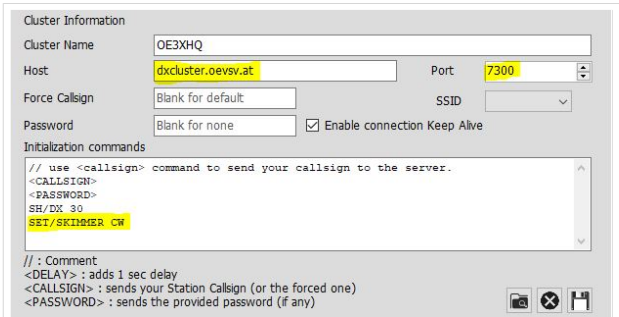 Cluster Information
Cluster Name OE3XHQ
Host dxcluster.oevsv.at Port 7300
Force Callsign Blank for default SSID
Password Blank for none Enable connection Keep Alive
Initialization commands
// use <callsign> command to send your callsign to the server.
<CALLSIGN>
<PASSWORD>
SH/DX 30
SET/SKIMMER CW
// : Comment
<DELAY> : adds 1 sec delay
<CALLSIGN> : sends your Station Callsign (or the forced one)
<PASSWORD> : sends the provided password (if any)